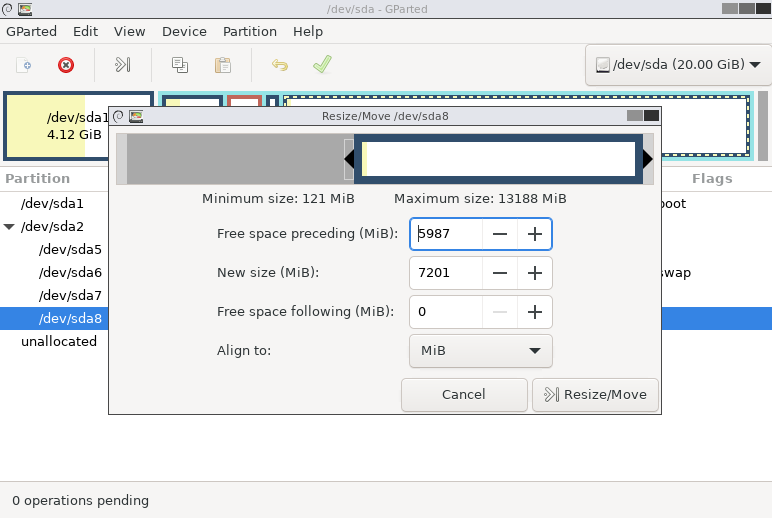 /dev/sda - GParted
GParted Edit View Device Partition Help
/dev/sda (20.00 GiB)
/dev/sda1
4.12 GiB
Resize/Move /dev/sda8
Minimum size: 121 MiB Maximum size: 13188 MiB
Free space preceding (MiB): 5987
New size (MiB): 7201
Free space following (MiB): 0
Align to: MiB
Cancel Resize/Move
Partition Flags
/dev/sda1
/dev/sda2
/dev/sda5
/dev/sda6 swap
/dev/sda7
/dev/sda8
unallocated
0 operations pending